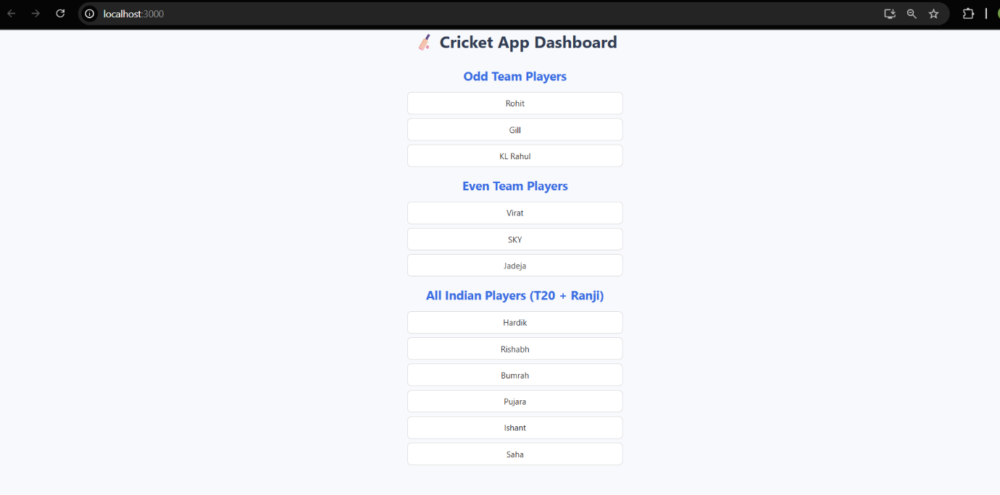 localhost:3000
Cricket App Dashboard
Odd Team Players
Rohit
Gill
KL Rahul
Even Team Players
Virat
SKY
Jadeja
All Indian Players (T20 + Ranji)
Hardik
Rishabh
Bumrah
Pujara
Ishant
Saha